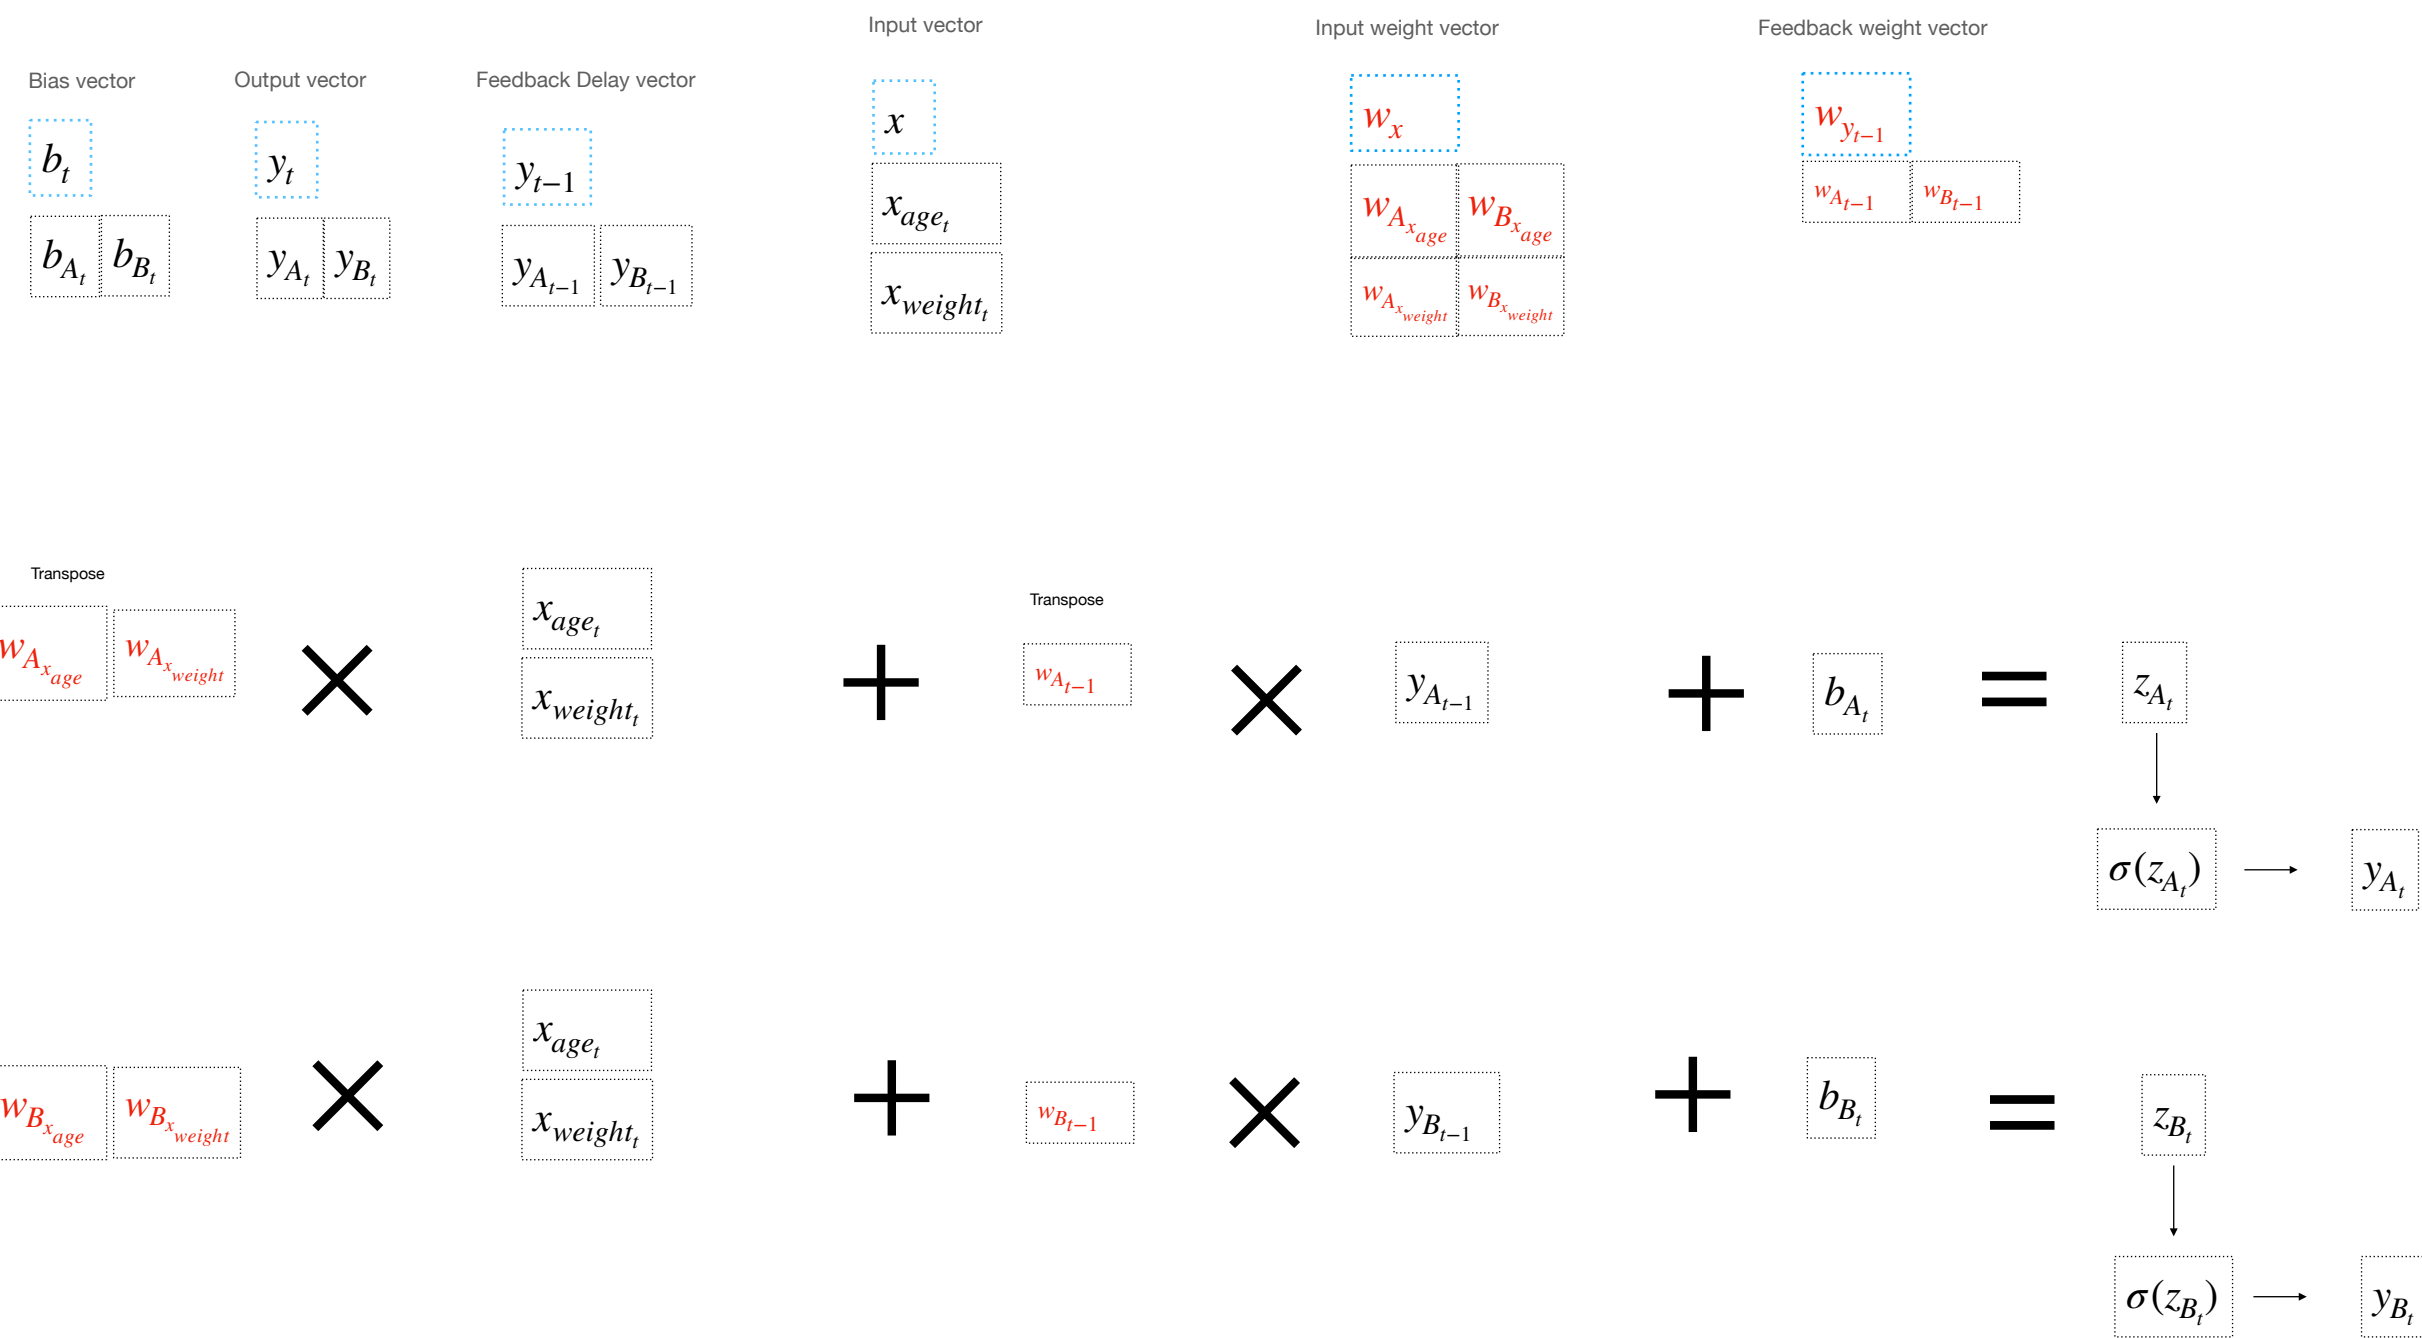 Input vector
Input weight vector
Feedback weight vector
Bias vector
Output vector
Feedback Delay vector
b_t
y_t
y_{t−1}
x
w_x
w_{y_{t−1}}
b_{A_t} b_{B_t}
y_{A_t} y_{B_t}
y_{A_{t−1}} y_{B_{t−1}}
x_{age_t}
x_{weight_t}
w_{A_{x_{age}}} w_{B_{x_{age}}}
w_{A_{x_{weight}}} w_{B_{x_{weight}}}
w_{A_{t−1}} w_{B_{t−1}}
Transpose
w_{A_{x_{age}}} w_{A_{x_{weight}}}
×
x_{age_t}
x_{weight_t}
+
Transpose
w_{A_{t−1}}
×
y_{A_{t−1}}
+
b_{A_t}
=
z_{A_t}
σ(z_{A_t})
y_{A_t}
w_{B_{x_{age}}} w_{B_{x_{weight}}}
×
x_{age_t}
x_{weight_t}
+
w_{B_{t−1}}
×
y_{B_{t−1}}
+
b_{B_t}
=
z_{B_t}
σ(z_{B_t})
y_{B_t}